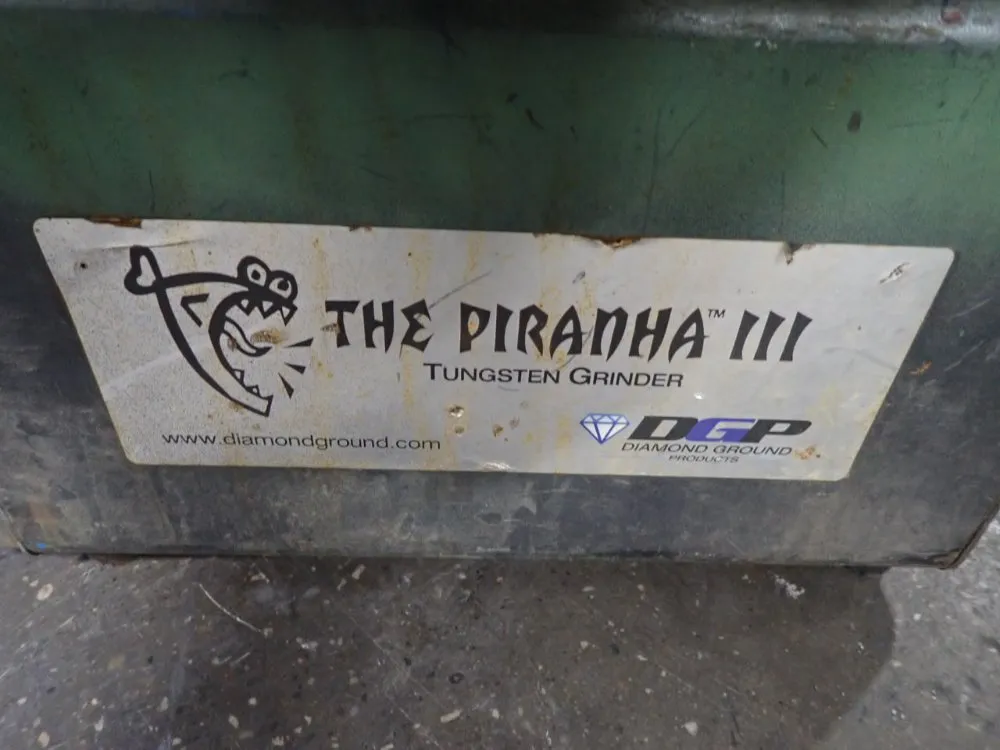 THE PIRANHA™ III
TUNGSTEN GRINDER
www.diamondground.com
DGP
DIAMOND GROUND
PRODUCTS